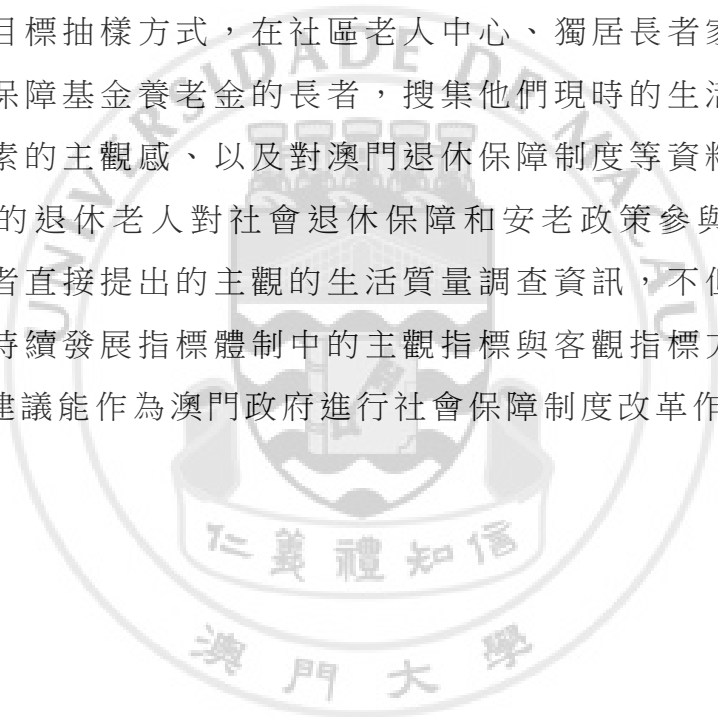 目標抽樣方式，在社區老人中心、獨居長者家
保障基金養老金的長者，搜集他們現時的生活
素的主觀感、以及對澳門退休保障制度等資料
的退休老人對社會退休保障和安老政策參與
者直接提出的主觀的生活質量調查資訊，不但
持續發展指標體制中的主觀指標與客觀指標
建議能作為澳門政府進行社會保障制度改革作
UNIVERSIDADE DE MACAU
仁義禮知信
澳門大學